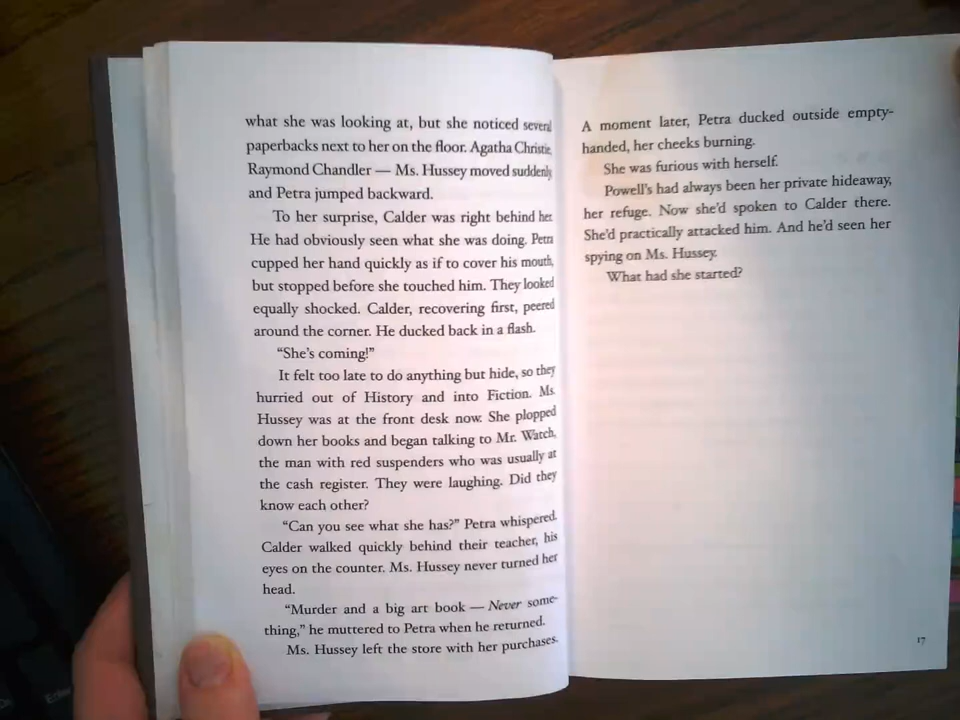 what she was looking at, but she noticed several
paperbacks next to her on the floor. Agatha Christie,
Raymond Chandler — Ms. Hussey moved suddenly
and Petra jumped backward.
To her surprise, Calder was right behind her.
He had obviously seen what she was doing. Petra
cupped her hand quickly as if to cover his mouth,
but stopped before she touched him. They looked
equally shocked. Calder, recovering first, peered
around the corner. He ducked back in a flash.
“She’s coming!”
It felt too late to do anything but hide, so they
hurried out of History and into Fiction. Ms.
Hussey was at the front desk now. She plopped
down her books and began talking to Mr. Watch,
the man with red suspenders who was usually at
the cash register. They were laughing. Did they
know each other?
“Can you see what she has?” Petra whispered.
Calder walked quickly behind their teacher, his
eyes on the counter. Ms. Hussey never turned her
head.
“Murder and a big art book — Never some-
thing,” he muttered to Petra when he returned.
Ms. Hussey left the store with her purchases.
A moment later, Petra ducked outside empty-
handed, her cheeks burning.
She was furious with herself.
Powell’s had always been her private hideaway,
her refuge. Now she’d spoken to Calder there.
She’d practically attacked him. And he’d seen her
spying on Ms. Hussey.
What had she started?
17